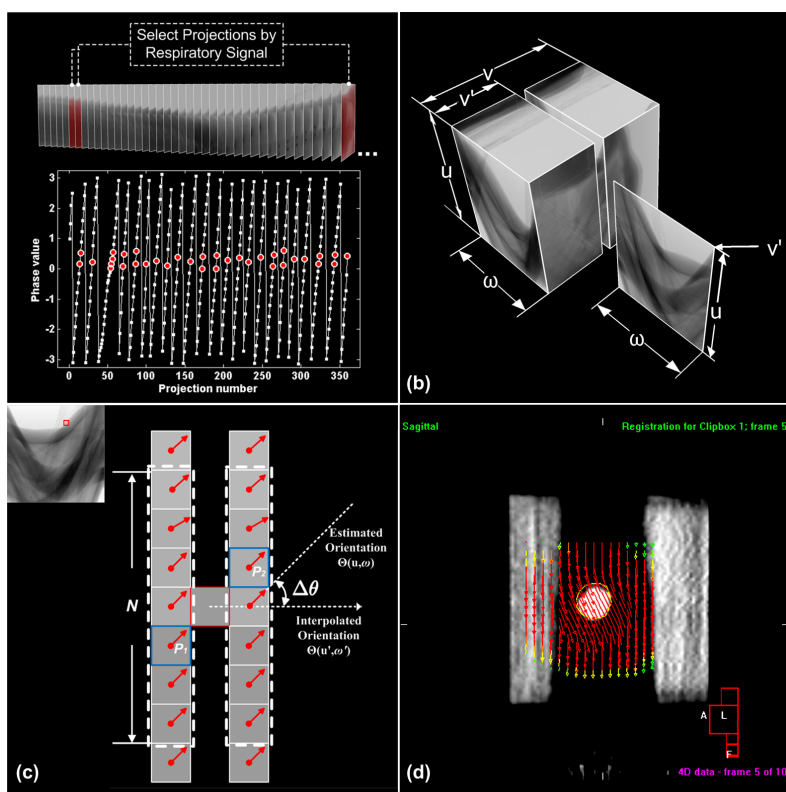 Select Projections by
Respiratory Signal
...
Phase value
3
2
1
0
-1
-2
-3
0 50 100 150 200 250 300 350
Projection number
V
V'
u
ω
V'
u
ω
(b)
N
P1
P2
Estimated
Orientation
Θ(u,ω)
Δθ
Interpolated
Orientation
Θ(u',ω')
(c)
Sagittal
Registration for Clipbox 1; frame 5
A L
F
4D data - frame 5 of 10
(d)